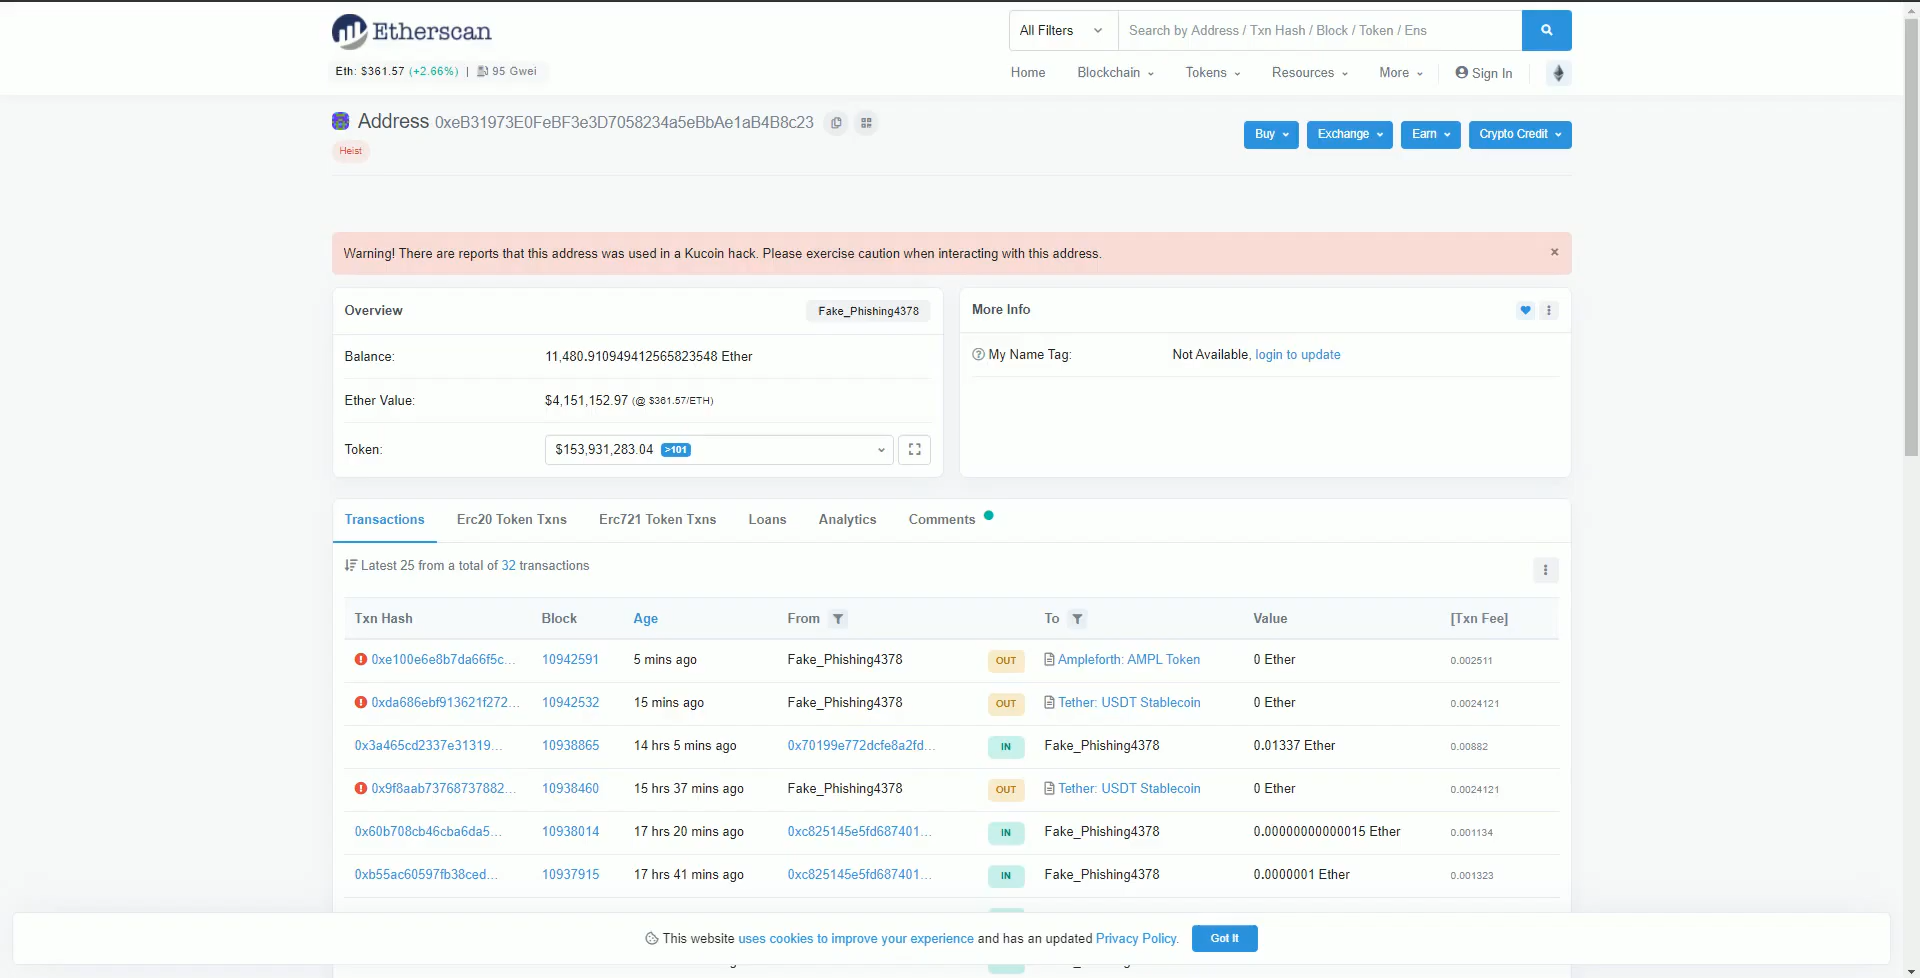 Etherscan
All Filters
Search by Address / Txn Hash / Block / Token / Ens
Eth: $361.57 (+2.66%) | 95 Gwei
Home Blockchain Tokens Resources More Sign In
Address 0xeB31973E0FeBF3e3D7058234a5eBbAe1aB4B8c23
Heist
Buy Exchange Earn Crypto Credit
Warning! There are reports that this address was used in a Kucoin hack. Please exercise caution when interacting with this address. ×
Overview Fake_Phishing4378
Balance: 11,480.910949412565823548 Ether
Ether Value: $4,151,152.97 (@ $361.57/ETH)
Token: $153,931,283.04 >101
More Info
My Name Tag: Not Available, login to update
Transactions Erc20 Token Txns Erc721 Token Txns Loans Analytics Comments
Latest 25 from a total of 32 transactions
Txn Hash Block Age From To Value [Txn Fee]
0xe100e6e8b7da66f5c... 10942591 5 mins ago Fake_Phishing4378 OUT Ampleforth: AMPL Token 0 Ether 0.002511
0xda686ebf913621f272... 10942532 15 mins ago Fake_Phishing4378 OUT Tether: USDT Stablecoin 0 Ether 0.0024121
0x3a465cd2337e31319... 10938865 14 hrs 5 mins ago 0x70199e772dcfe8a2fd... IN Fake_Phishing4378 0.01337 Ether 0.00882
0x9f8aab73768737882... 10938460 15 hrs 37 mins ago Fake_Phishing4378 OUT Tether: USDT Stablecoin 0 Ether 0.0024121
0x60b708cb46cba6da5... 10938014 17 hrs 20 mins ago 0xc825145e5fd687401... IN Fake_Phishing4378 0.00000000000015 Ether 0.001134
0xb55ac60597fb38ced... 10937915 17 hrs 41 mins ago 0xc825145e5fd687401... IN Fake_Phishing4378 0.0000001 Ether 0.001323
This website uses cookies to improve your experience and has an updated Privacy Policy. Got It